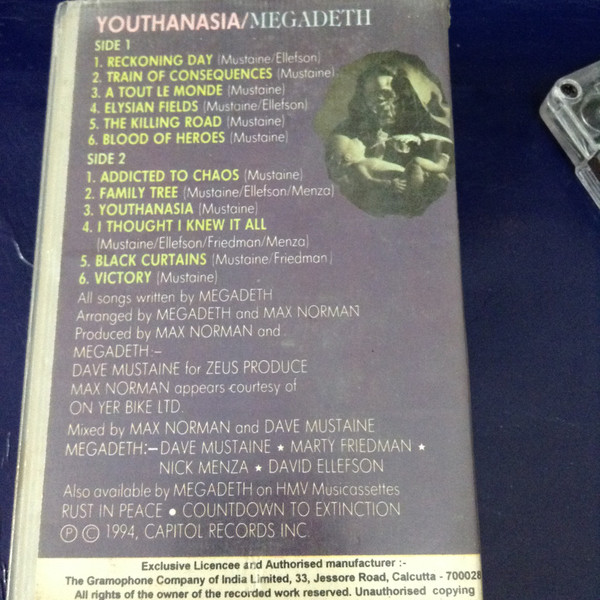 YOUTHANASIA/MEGADETH
SIDE 1
1. RECKONING DAY (Mustaine/Ellefson)
2. TRAIN OF CONSEQUENCES (Mustaine)
3. A TOUT LE MONDE (Mustaine)
4. ELYSIAN FIELDS (Mustaine/Ellefson)
5. THE KILLING ROAD (Mustaine)
6. BLOOD OF HEROES (Mustaine)
SIDE 2
1. ADDICTED TO CHAOS (Mustaine)
2. FAMILY TREE (Mustaine/Ellefson/Menza)
3. YOUTHANASIA (Mustaine)
4. I THOUGHT I KNEW IT ALL
(Mustaine/Ellefson/Friedman/Menza)
5. BLACK CURTAINS (Mustaine/Friedman)
6. VICTORY (Mustaine)
All songs written by MEGADETH
Arranged by MEGADETH and MAX NORMAN
Produced by MAX NORMAN and
MEGADETH:–
DAVE MUSTAINE for ZEUS PRODUCE
MAX NORMAN appears courtesy of
ON YER BIKE LTD.
Mixed by MAX NORMAN and DAVE MUSTAINE
MEGADETH:– DAVE MUSTAINE ★ MARTY FRIEDMAN ★
NICK MENZA ★ DAVID ELLEFSON
Also available by MEGADETH on HMV Musicassettes
RUST IN PEACE ● COUNTDOWN TO EXTINCTION
Ⓟ © 1994, CAPITOL RECORDS INC.
Exclusive Licencee and Authorised manufacturer :-
The Gramophone Company of India Limited, 33, Jessore Road, Calcutta - 700028
All rights of the owner of the recorded work reserved. Unauthorised copying